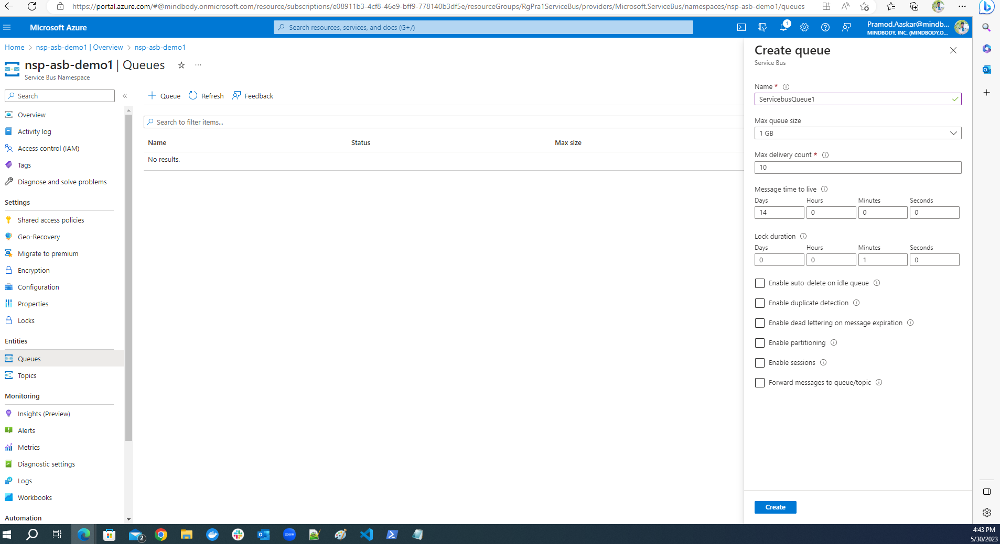 https://portal.azure.com/#@mindbody.onmicrosoft.com/resource/subscriptions/e08911b3-4cf8-46e9-bff9-778140b3df5e/resourceGroups/RgPra1ServiceBus/providers/Microsoft.ServiceBus/namespaces/nsp-asb-demo1/queues
Microsoft Azure
Search resources, services, and docs (G+/)
1
Pramod.Aaskar@mindb...
MINDBODY, INC. (MINDBODY.O...
Home > nsp-asb-demo1 | Overview > nsp-asb-demo1
nsp-asb-demo1 | Queues
Service Bus Namespace
Search
Overview
Activity log
Access control (IAM)
Tags
Diagnose and solve problems
Settings
Shared access policies
Geo-Recovery
Migrate to premium
Encryption
Configuration
Properties
Locks
Entities
Queues
Topics
Monitoring
Insights (Preview)
Alerts
Metrics
Diagnostic settings
Logs
Workbooks
Automation
Queue Refresh Feedback
Search to filter items...
Name Status Max size
No results.
Create queue
Service Bus
Name *
ServicebusQueue1
Max queue size
1 GB
Max delivery count *
10
Message time to live
Days Hours Minutes Seconds
14 0 0 0
Lock duration
Days Hours Minutes Seconds
0 0 1 0
Enable auto-delete on idle queue
Enable duplicate detection
Enable dead lettering on message expiration
Enable partitioning
Enable sessions
Forward messages to queue/topic
Create
2
zoom
4:43 PM
5/30/2023